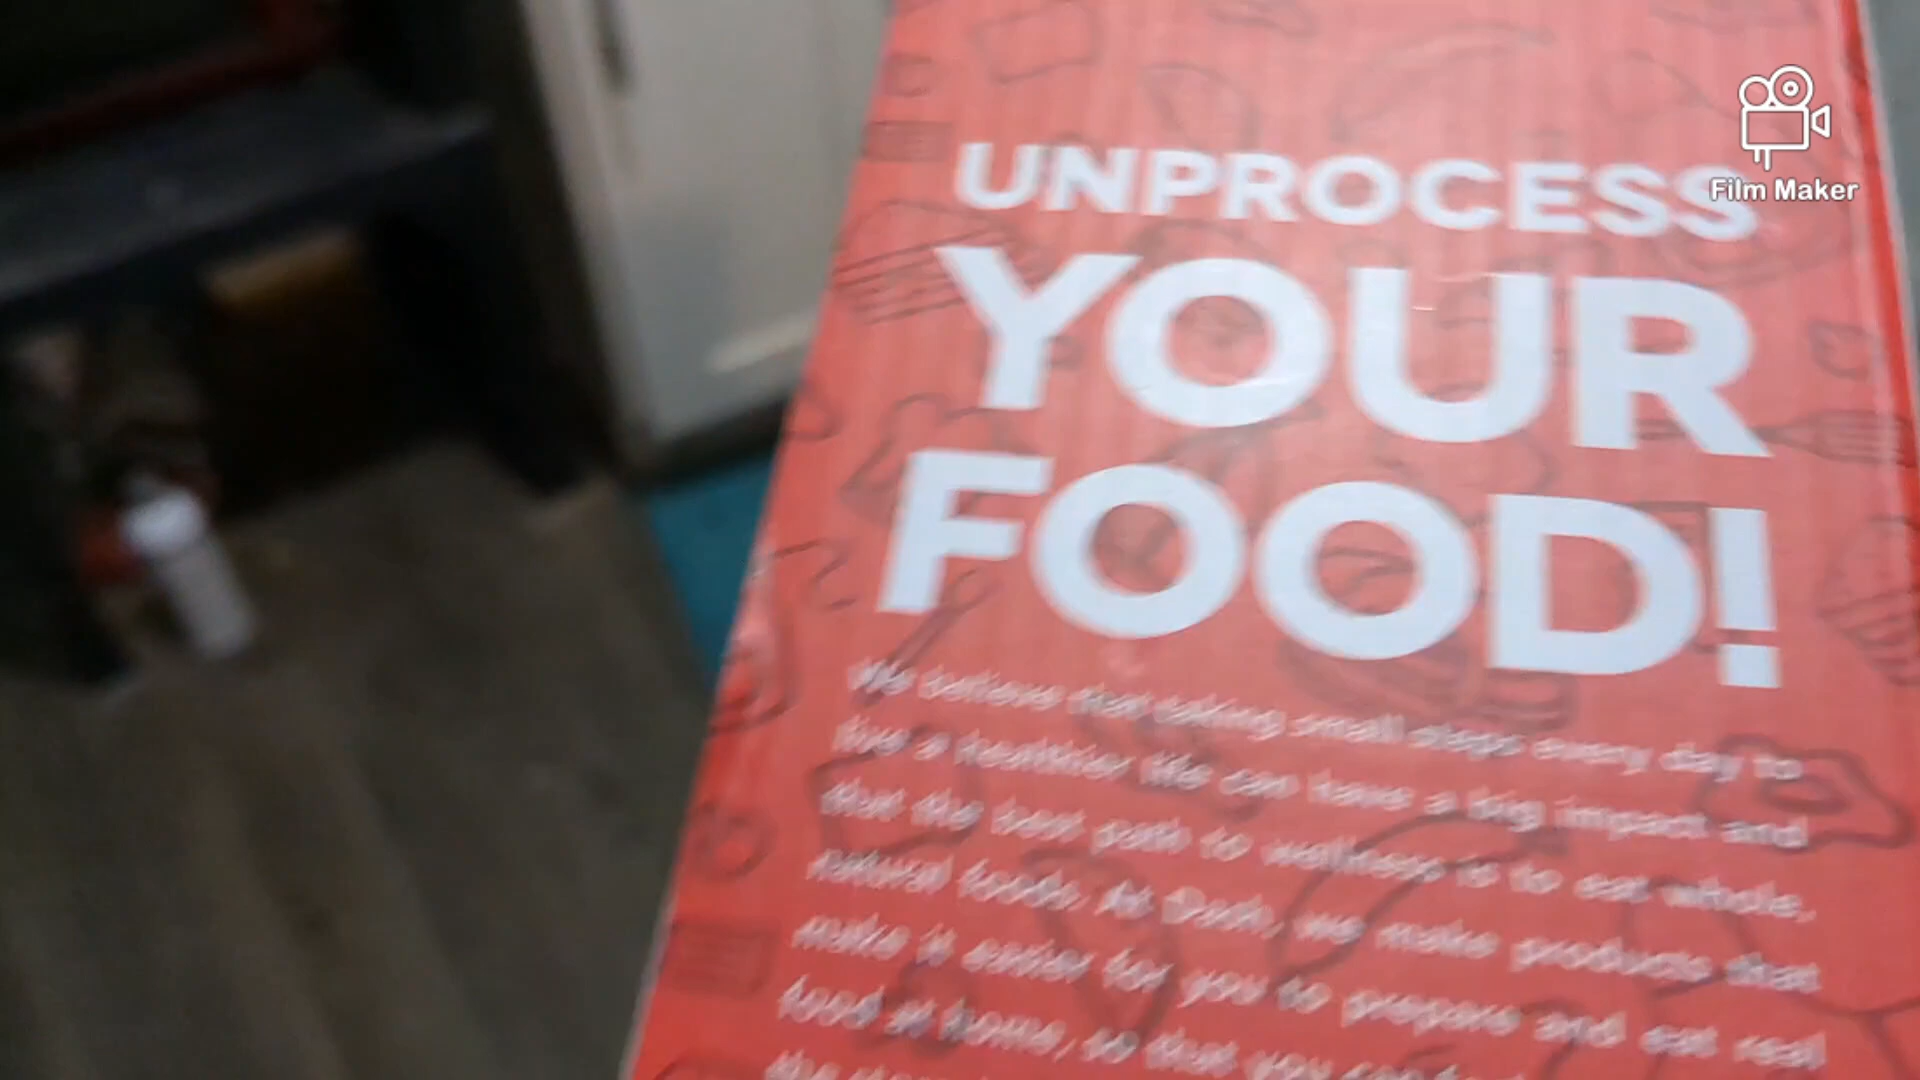 UNPROCESS
YOUR
FOOD!
We believe that taking small steps every day to
live a healthier life can have a big impact and
that the best path to wellness is to eat whole,
natural foods. At Dash, we make products that
make it easier for you to prepare and eat real
food at home, so that you can
the
Film Maker